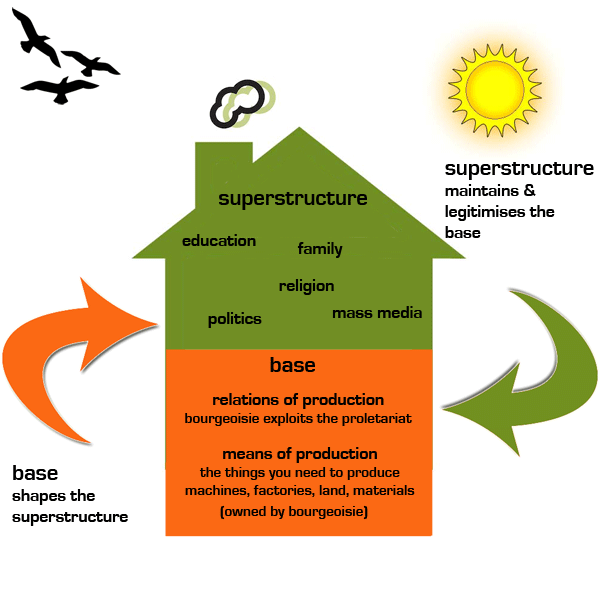 superstructure
maintains &
legitimises the
base
superstructure
education
family
religion
politics
mass media
base
relations of production
bourgeoisie exploits the proletariat
means of production
the things you need to produce
machines, factories, land, materials
(owned by bourgeoisie)
base
shapes the
superstructure